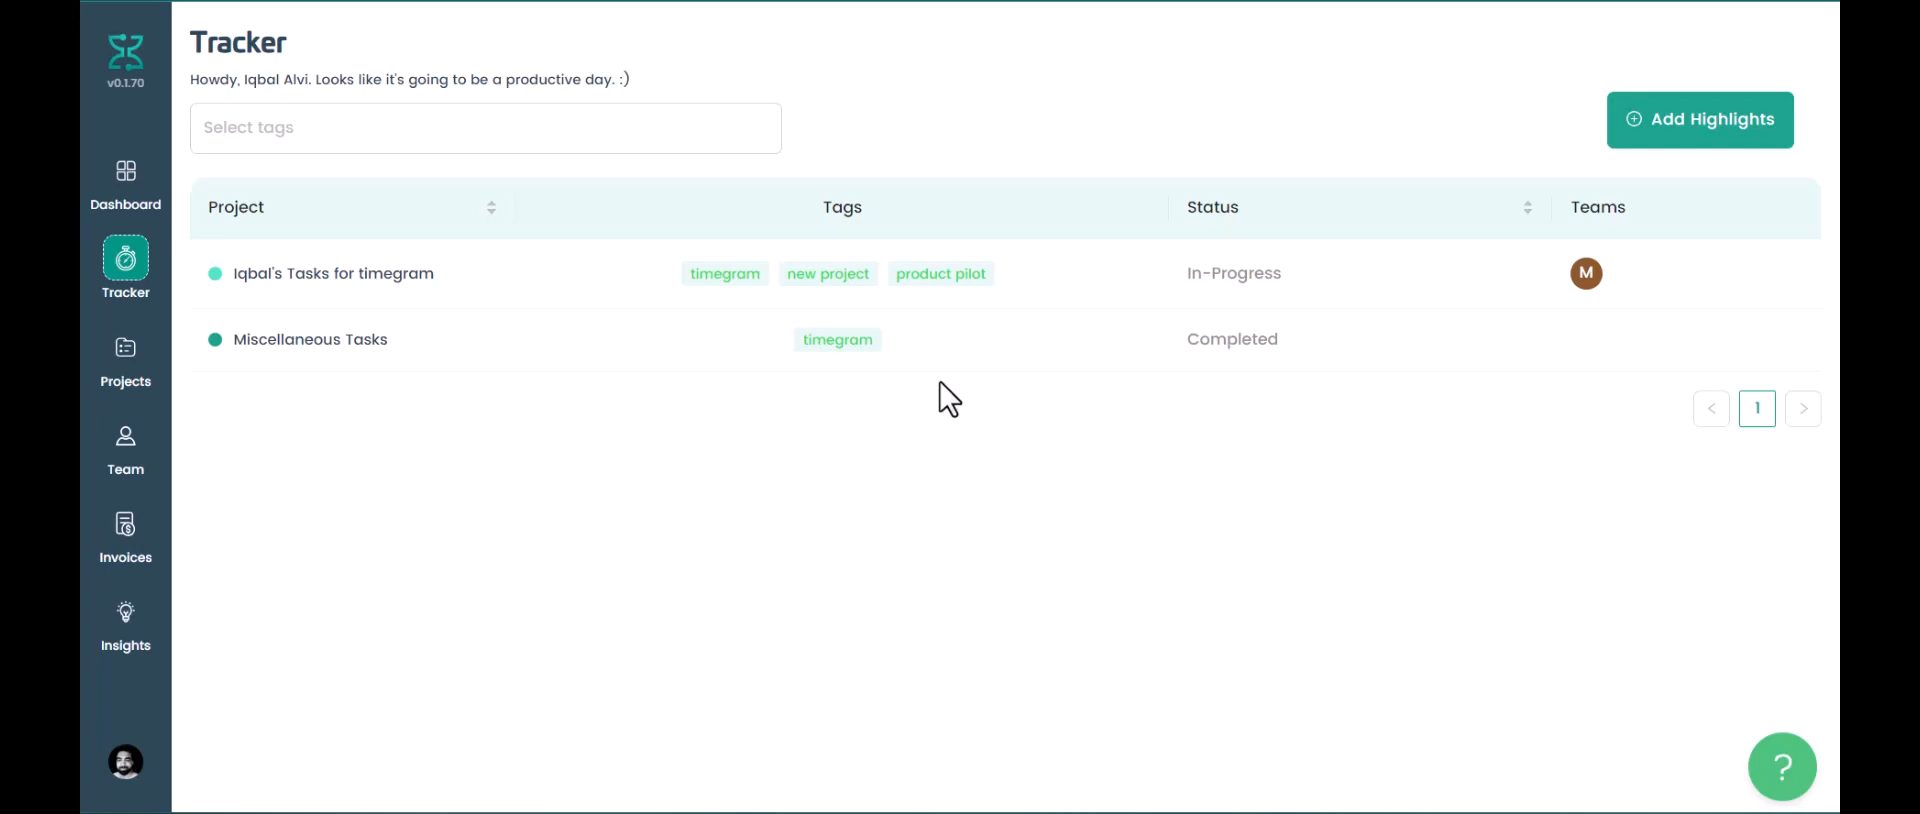 v0.1.70
Dashboard
Tracker
Projects
Team
Invoices
Insights
Tracker
Howdy, Iqbal Alvi. Looks like it's going to be a productive day. :)
Select tags
Add Highlights
Project Tags Status Teams
Iqbal's Tasks for timegram timegram new project product pilot In-Progress M
Miscellaneous Tasks timegram Completed
< 1 >
?